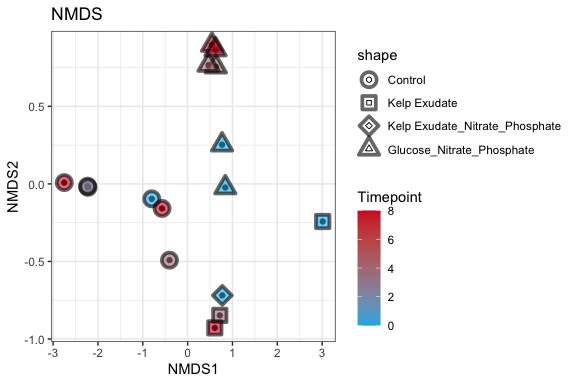 NMDS
NMDS2
0.5
0.0
-0.5
-1.0
-3 -2 -1 0 1 2 3
NMDS1
shape
Control
Kelp Exudate
Kelp Exudate_Nitrate_Phosphate
Glucose_Nitrate_Phosphate
Timepoint
8
6
4
2
0